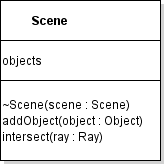 Scene
objects
~Scene(scene : Scene)
addObject(object : Object)
intersect(ray : Ray)